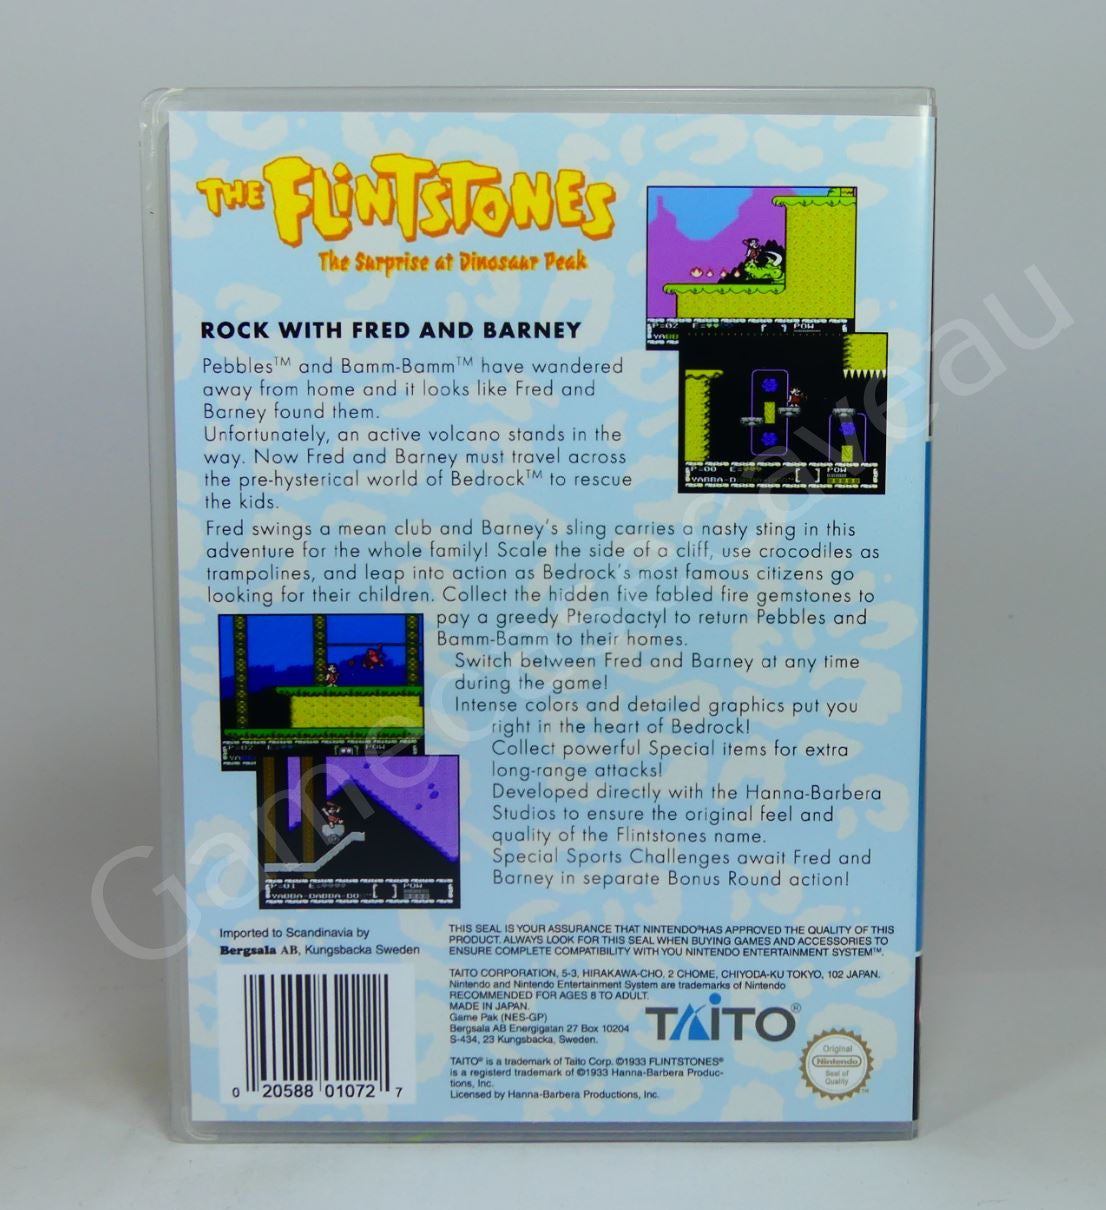 THE FLINTSTONES
The Surprise at Dinosaur Peak
ROCK WITH FRED AND BARNEY
Pebbles™ and Bamm-Bamm™ have wandered
away from home and it looks like Fred and
Barney found them.
Unfortunately, an active volcano stands in the
way. Now Fred and Barney must travel across
the pre-hysterical world of Bedrock™ to rescue
the kids.
Fred swings a mean club and Barney's sling carries a nasty sting in this
adventure for the whole family! Scale the side of a cliff, use crocodiles as
trampolines, and leap into action as Bedrock's most famous citizens go
looking for their children. Collect the hidden five fabled fire gemstones to
pay a greedy Pterodactyl to return Pebbles and
Bamm-Bamm to their homes.
Switch between Fred and Barney at any time
during the game!
Intense colors and detailed graphics put you
right in the heart of Bedrock!
Collect powerful Special items for extra
long-range attacks!
Developed directly with the Hanna-Barbera
Studios to ensure the original feel and
quality of the Flintstones name.
Special Sports Challenges await Fred and
Barney in separate Bonus Round action!
P=02 E=
POW
P=00 E=
POW
YABBA-D
P=02 E=
POW
P=01 E=
POW
YABBA-DABBA-DO
Imported to Scandinavia by
Bergsala AB, Kungsbacka Sweden
0 20588 01072 7
THIS SEAL IS YOUR ASSURANCE THAT NINTENDO®HAS APPROVED THE QUALITY OF THIS
PRODUCT. ALWAYS LOOK FOR THIS SEAL WHEN BUYING GAMES AND ACCESSORIES TO
ENSURE COMPLETE COMPATIBILITY WITH YOU NINTENDO ENTERTAINMENT SYSTEM™.
TAITO CORPORATION, 5-3, HIRAKAWA-CHO, 2 CHOME, CHIYODA-KU TOKYO, 102 JAPAN.
Nintendo and Nintendo Entertainment System are trademarks of Nintendo
RECOMMENDED FOR AGES 8 TO ADULT.
MADE IN JAPAN.
Game Pak (NES-GP)
Bergsala AB Energigatan 27 Box 10204
S-434, 23 Kungsbacka, Sweden.
TAITO®
TAITO® is a trademark of Taito Corp. ©1933 FLINTSTONES®
is a registerd trademark of ©1933 Hanna-Barbera Produc-
tions, Inc.
Licensed by Hanna-Barbera Productions, Inc.
Original
Nintendo
Seal of
Quality
TM
Gamecasecaveau